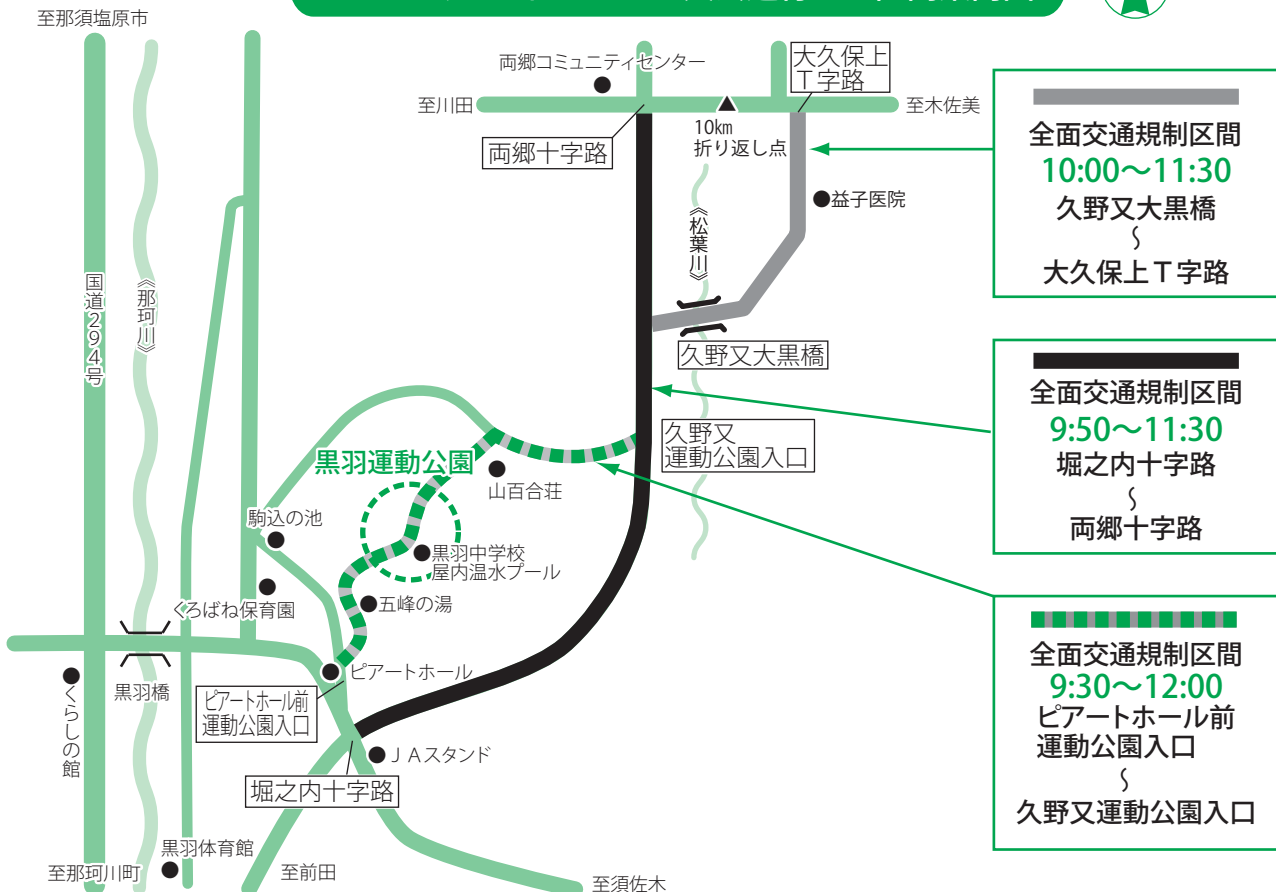 至那須塩原市
両郷コミュニティセンター
大久保上
Ｔ字路
至川田
至木佐美
両郷十字路
10km
折り返し点
益子医院
《松葉川》
国道294号
《那珂川》
久野又大黒橋
久野又
運動公園入口
黒羽運動公園
山百合荘
駒込の池
黒羽中学校
屋内温水プール
くろばね保育園
五峰の湯
ピアートホール
黒羽橋
くらしの館
ピアートホール前
運動公園入口
ＪＡスタンド
堀之内十字路
黒羽体育館
至那珂川町
至前田
至須佐木
全面交通規制区間
10:00～11:30
久野又大黒橋
～
大久保上Ｔ字路
全面交通規制区間
9:50～11:30
堀之内十字路
～
両郷十字路
全面交通規制区間
9:30～12:00
ピアートホール前
運動公園入口
～
久野又運動公園入口